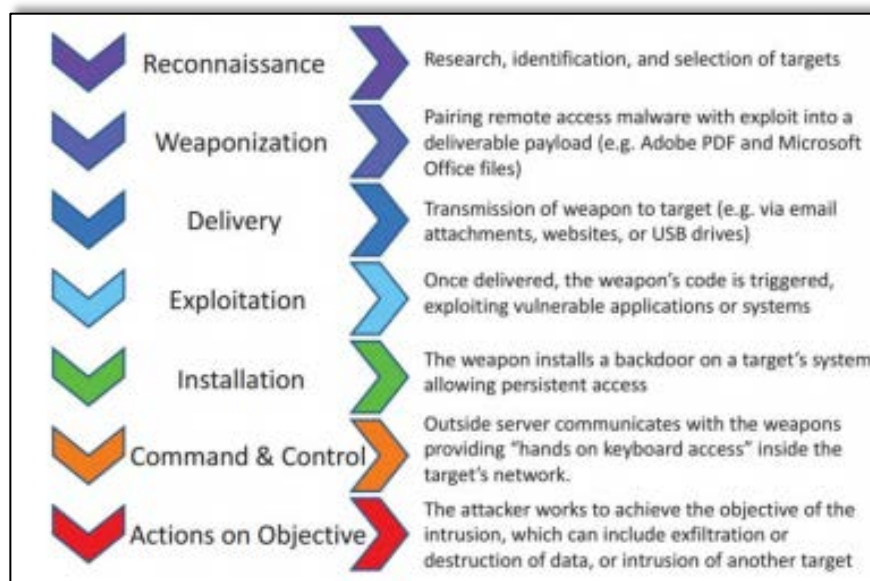 Reconnaissance
Research, identification, and selection of targets
Weaponization
Pairing remote access malware with exploit into a
deliverable payload (e.g. Adobe PDF and Microsoft
Office files)
Delivery
Transmission of weapon to target (e.g. via email
attachments, websites, or USB drives)
Exploitation
Once delivered, the weapon's code is triggered,
exploiting vulnerable applications or systems
Installation
The weapon installs a backdoor on a target's system
allowing persistent access
Command & Control
Outside server communicates with the weapons
providing "hands on keyboard access" inside the
target's network.
Actions on Objective
The attacker works to achieve the objective of the
intrusion, which can include exfiltration or
destruction of data, or intrusion of another target